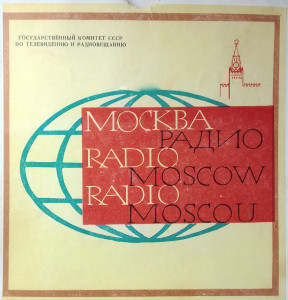 ГОСУДАРСТВЕННЫЙ КОМИТЕТ СССР
ПО ТЕЛЕВИДЕНИЮ И РАДИОВЕЩАНИЮ
МОСКВА
РАДИО
RADIO
MOSCOW
RADIO
MOSCOU